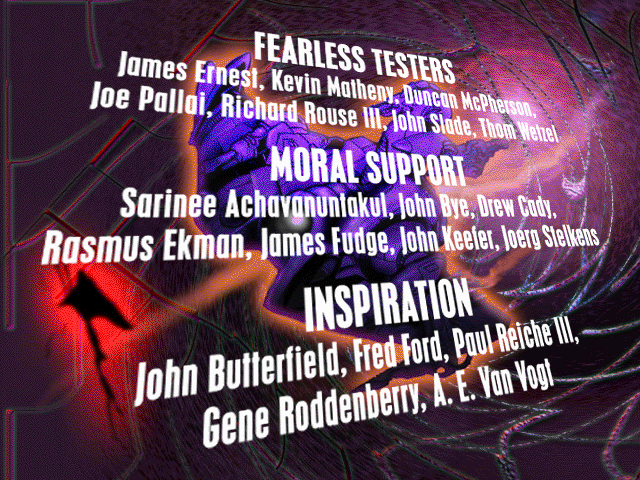 FEARLESS TESTERS
James Ernest, Kevin Matheny, Duncan McPherson,
Joe Pallai, Richard Rouse III, John Slade, Thom Wetzel
MORAL SUPPORT
Sarinee Achavanuntakul, John Bye, Drew Cady,
Rasmus Ekman, James Fudge, John Keefer, Joerg Stelkens
INSPIRATION
John Butterfield, Fred Ford, Paul Reiche III,
Gene Roddenberry, A. E. Van Vogt